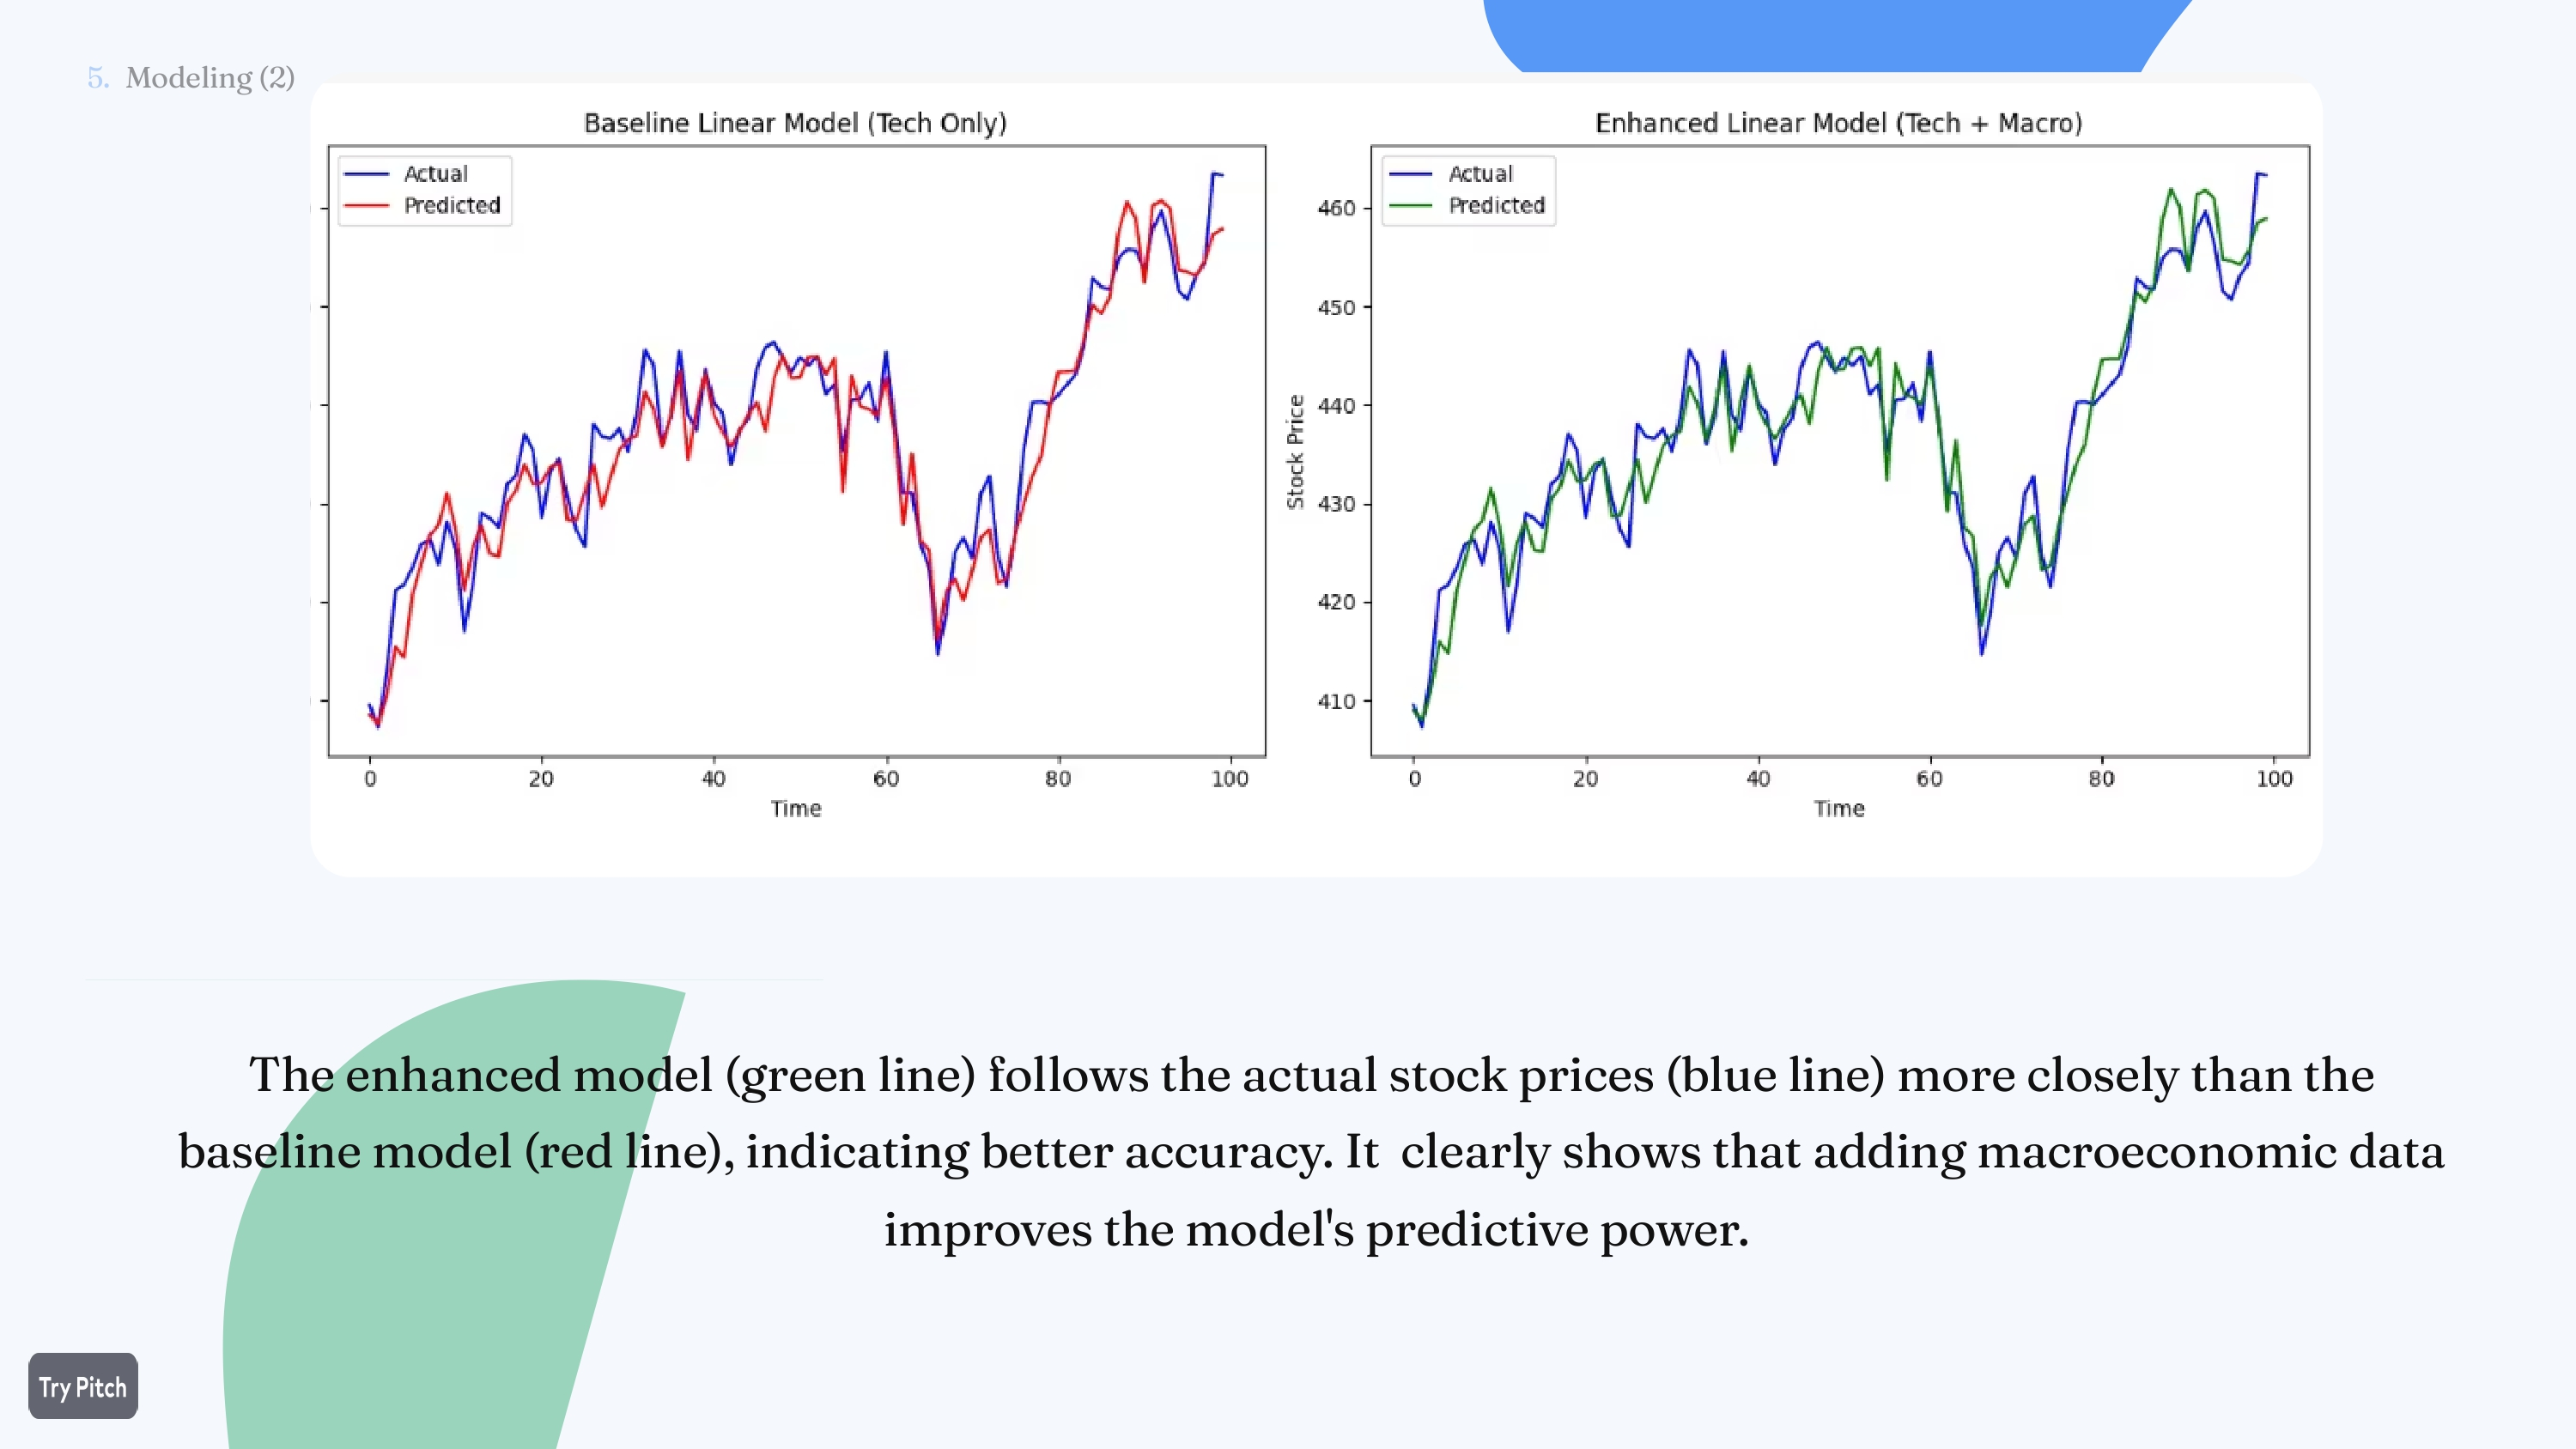 5. Modeling (2)
Baseline Linear Model (Tech Only)
Actual
Predicted
0 20 40 60 80 100
Time
Enhanced Linear Model (Tech + Macro)
Actual
Predicted
Stock Price
460
450
440
430
420
410
0 20 40 60 80 100
Time
The enhanced model (green line) follows the actual stock prices (blue line) more closely than the
baseline model (red line), indicating better accuracy. It  clearly shows that adding macroeconomic data
improves the model's predictive power.
Try Pitch